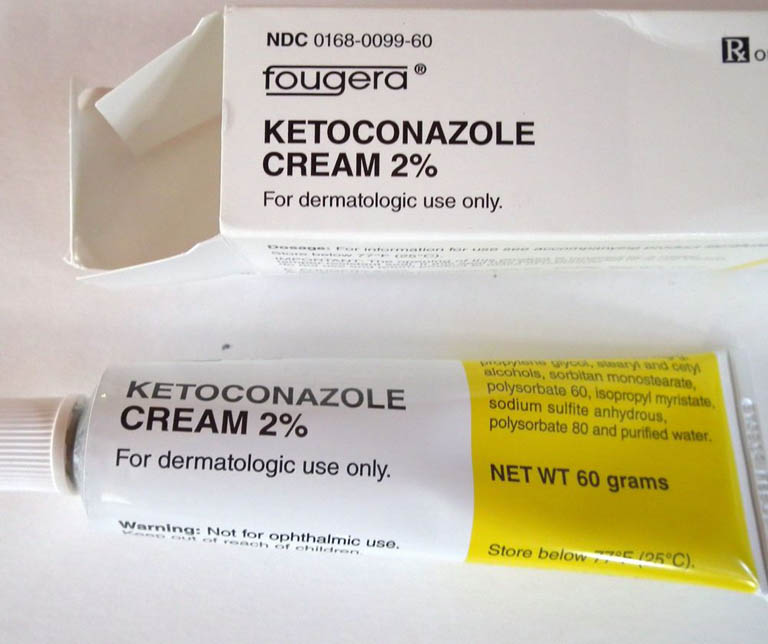 NDC 0168-0099-60
fougera®
Rx
KETOCONAZOLE
CREAM 2%
For dermatologic use only.
Dosage: For information for use see accompanying product
Store below 77°F (25°C).
KETOCONAZOLE
CREAM 2%
For dermatologic use only.
Warning: Not for ophthalmic use.
Keep out of reach of children.
propylene glycol, stearyl and cetyl
alcohols, sorbitan monostearate,
polysorbate 60, isopropyl myristate,
sodium sulfite anhydrous,
polysorbate 80 and purified water.
NET WT 60 grams
Store below 77°F (25°C).